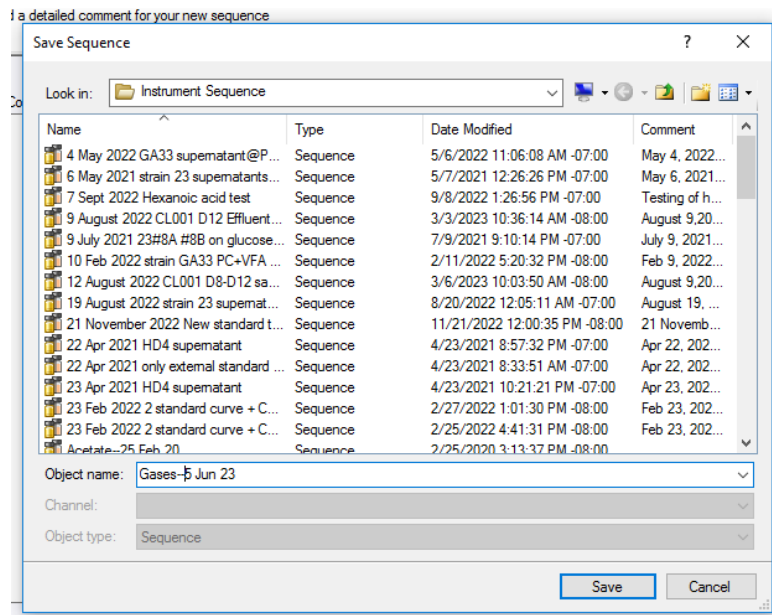 a detailed comment for your new sequence
Save Sequence
Look in: Instrument Sequence
Name Type Date Modified Comment
4 May 2022 GA33 supernatant@P... Sequence 5/6/2022 11:06:08 AM -07:00 May 4, 2022...
6 May 2021 strain 23 supernatants... Sequence 5/7/2021 12:26:26 PM -07:00 May 6, 2021...
7 Sept 2022 Hexanoic acid test Sequence 9/8/2022 1:26:56 PM -07:00 Testing of h...
9 August 2022 CL001 D12 Effluent... Sequence 3/3/2023 10:36:14 AM -08:00 August 9,20...
9 July 2021 23#8A #8B on glucose... Sequence 7/9/2021 9:10:14 PM -07:00 July 9, 2021...
10 Feb 2022 strain GA33 PC+VFA ... Sequence 2/11/2022 5:20:32 PM -08:00 Feb 9, 2022...
12 August 2022 CL001 D8-D12 sa... Sequence 3/6/2023 10:03:50 AM -08:00 August 9,20...
19 August 2022 strain 23 supernat... Sequence 8/20/2022 12:05:11 AM -07:00 August 19, ...
21 November 2022 New standard t... Sequence 11/21/2022 12:00:35 PM -08:00 21 Novemb...
22 Apr 2021 HD4 supernatant Sequence 4/23/2021 8:57:32 PM -07:00 Apr 22, 202...
22 Apr 2021 only external standard ... Sequence 4/23/2021 8:33:51 AM -07:00 Apr 22, 202...
23 Apr 2021 HD4 supernatant Sequence 4/23/2021 10:21:21 PM -07:00 Apr 23, 202...
23 Feb 2022 2 standard curve + C... Sequence 2/27/2022 1:01:30 PM -08:00 Feb 23, 202...
23 Feb 2022 2 standard curve + C... Sequence 2/25/2022 4:41:31 PM -08:00 Feb 23, 202...
Acetate--25 Feb 20 Sequence 2/25/2020 3:13:37 PM -08:00
Object name: Gases--5 Jun 23
Channel:
Object type: Sequence
Save Cancel